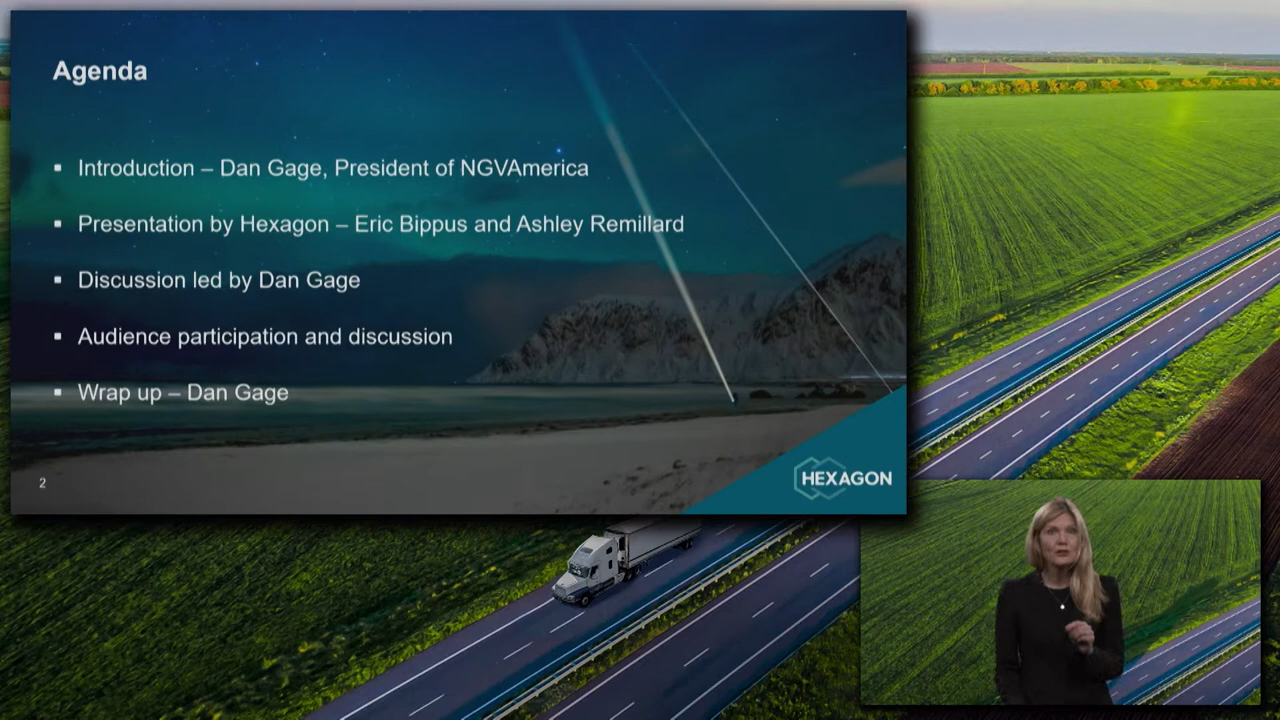 Agenda
▪ Introduction – Dan Gage, President of NGVAmerica
▪ Presentation by Hexagon – Eric Bippus and Ashley Remillard
▪ Discussion led by Dan Gage
▪ Audience participation and discussion
▪ Wrap up – Dan Gage
2
HEXAGON